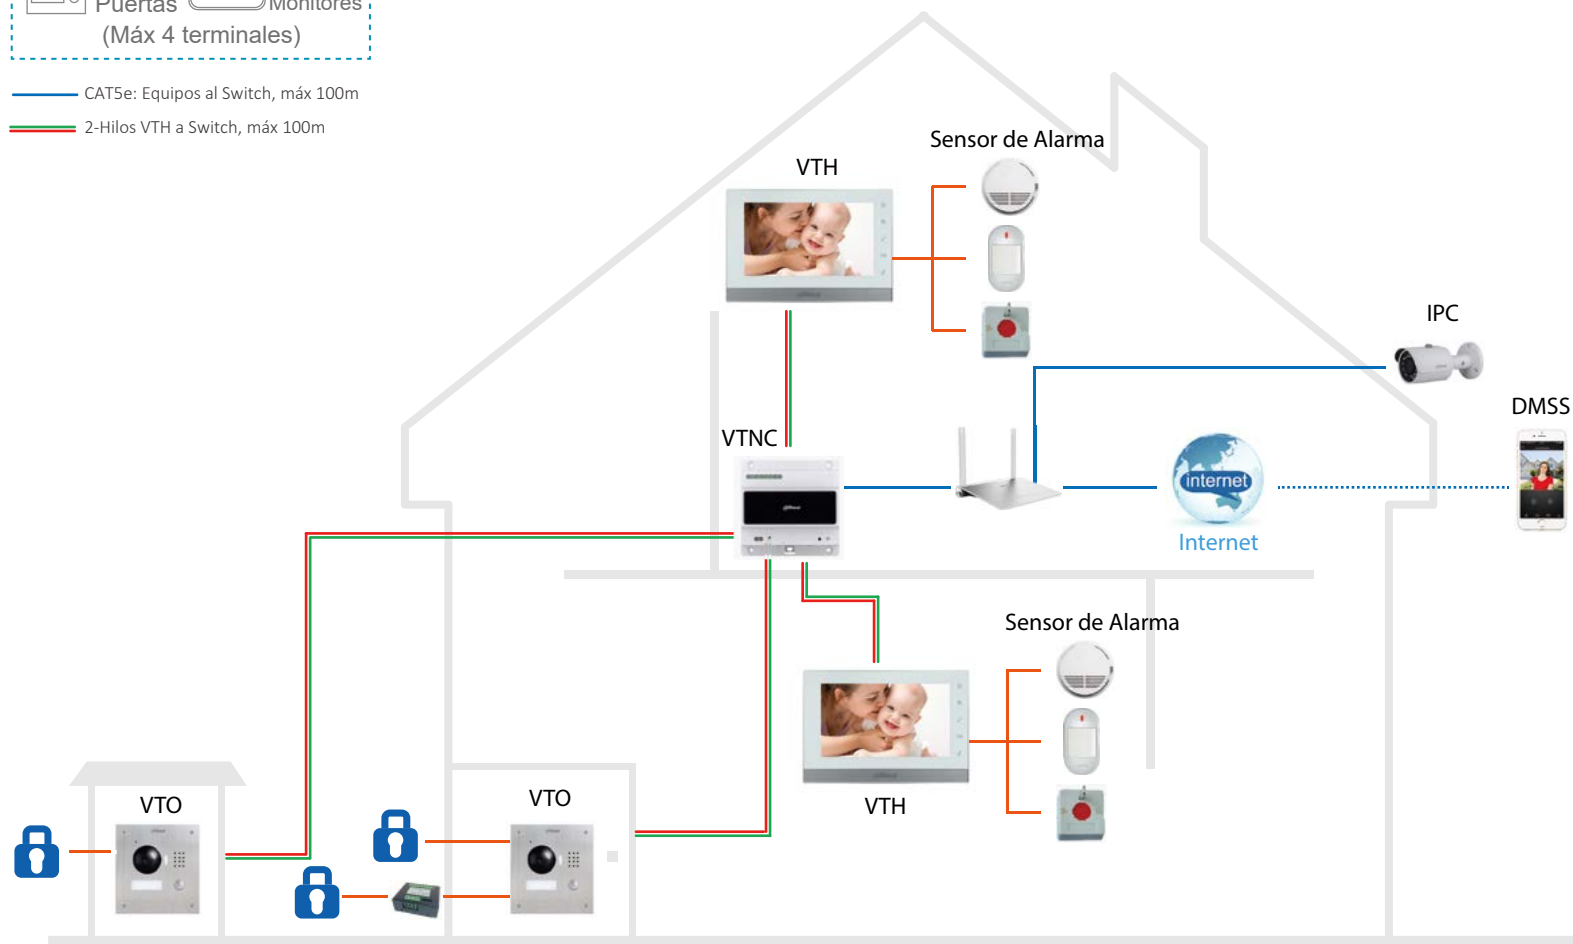 Puertas
Monitores
(Máx 4 terminales)
CAT5e: Equipos al Switch, máx 100m
2-Hilos VTH a Switch, máx 100m
Sensor de Alarma
VTH
IPC
DMSS
VTNC
internet
Internet
Sensor de Alarma
VTH
VTO
VTO